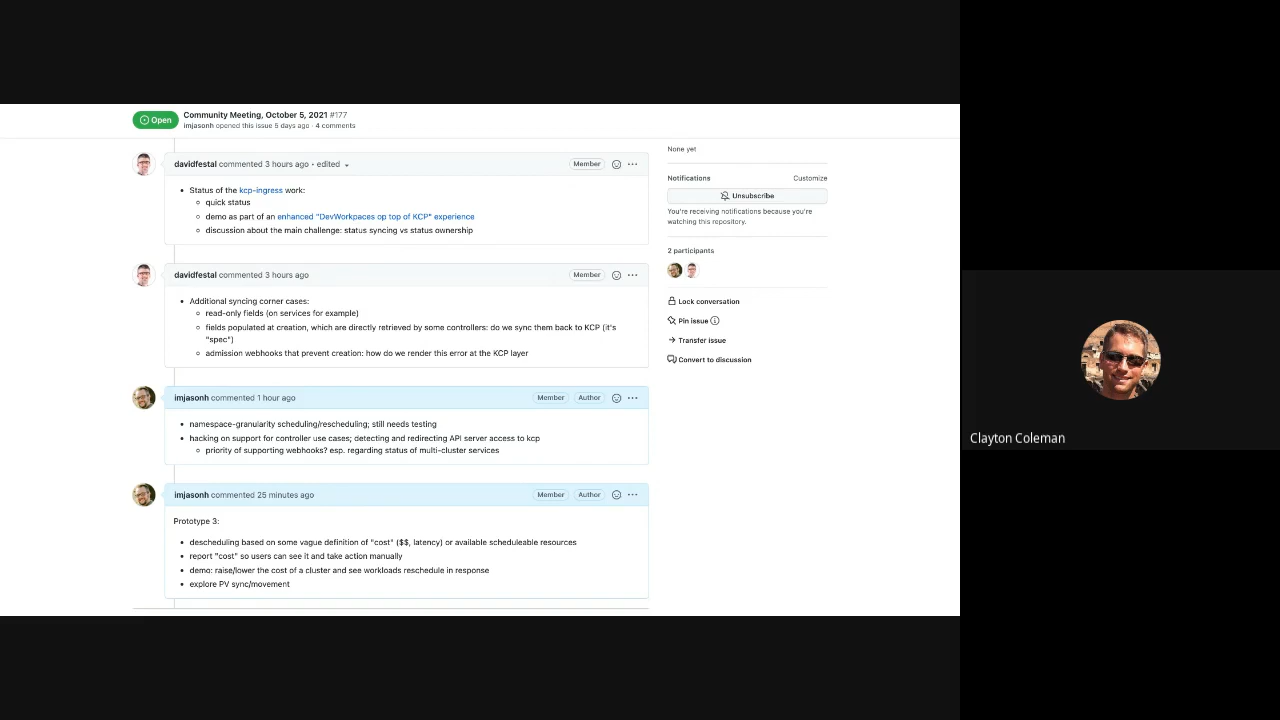 Open
Community Meeting, October 5, 2021 #177
imjasonh opened this issue 5 days ago · 4 comments
davidfestal commented 3 hours ago • edited
Member
• Status of the kcp-ingress work:
◦ quick status
◦ demo as part of an enhanced "DevWorkpaces op top of KCP" experience
◦ discussion about the main challenge: status syncing vs status ownership
davidfestal commented 3 hours ago
Member
• Additional syncing corner cases:
◦ read-only fields (on services for example)
◦ fields populated at creation, which are directly retrieved by some controllers: do we sync them back to KCP (it's
"spec")
◦ admission webhooks that prevent creation: how do we render this error at the KCP layer
imjasonh commented 1 hour ago
Member Author
• namespace-granularity scheduling/rescheduling; still needs testing
• hacking on support for controller use cases; detecting and redirecting API server access to kcp
◦ priority of supporting webhooks? esp. regarding status of multi-cluster services
imjasonh commented 25 minutes ago
Member Author
Prototype 3:
• descheduling based on some vague definition of "cost" ($$, latency) or available scheduleable resources
• report "cost" so users can see it and take action manually
• demo: raise/lower the cost of a cluster and see workloads reschedule in response
• explore PV sync/movement
None yet
Notifications Customize
Unsubscribe
You're receiving notifications because you're
watching this repository.
2 participants
Lock conversation
Pin issue
Transfer issue
Convert to discussion
Clayton Coleman